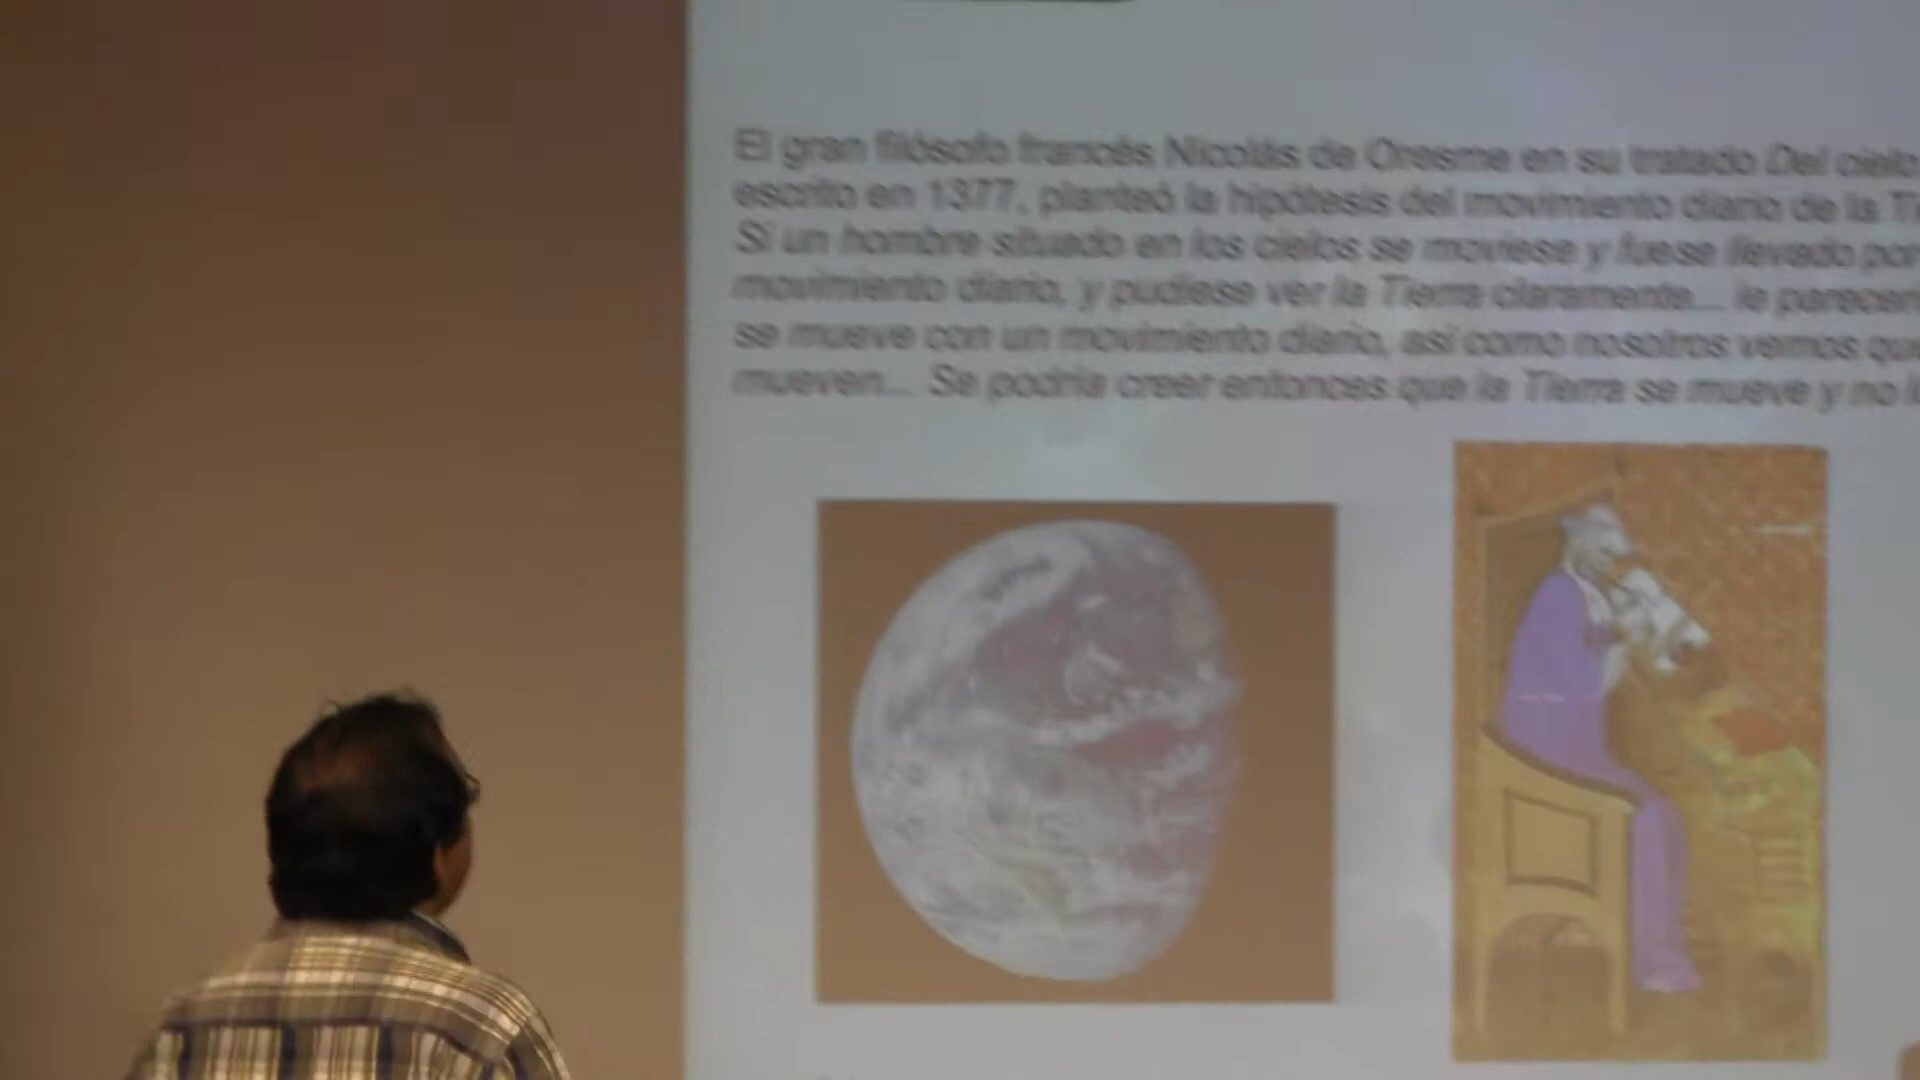 El gran filósofo francés Nicolás de Oresme en su tratado Del cielo
escrito en 1377, planteó la hipótesis del movimiento diario de la
Si un hombre situado en los cielos se moviese y fuese llevado por
movimiento diario, y pudiese ver la Tierra claramente... le
se mueve con un movimiento diario, así como nosotros vemos que
mueven... Se podría creer entonces que la Tierra se mueve y no